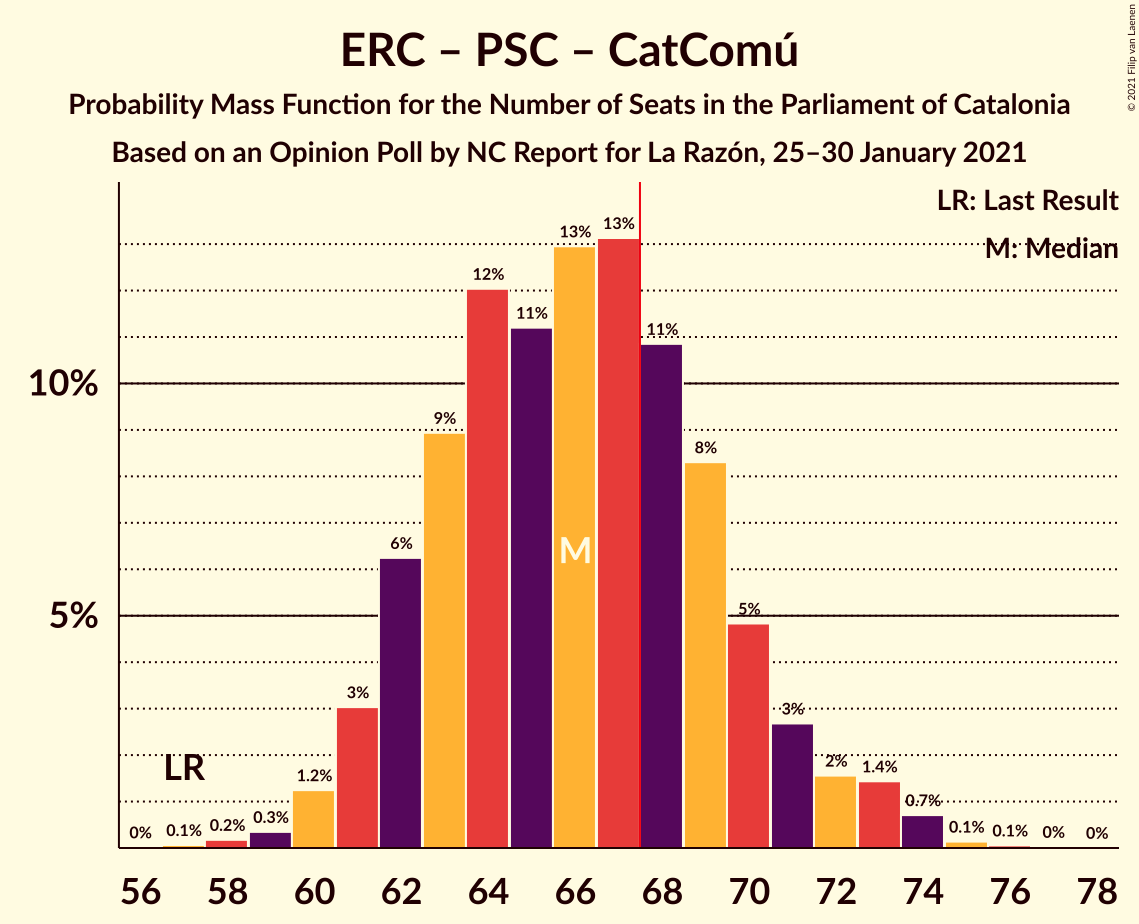 ERC – PSC – CatComú
Probability Mass Function for the Number of Seats in the Parliament of Catalonia
Based on an Opinion Poll by NC Report for La Razón, 25–30 January 2021
© 2021 Filip van Laenen
LR: Last Result
M: Median
13%
13%
12%
11%
11%
10%
9%
8%
6%
M
5%
5%
3%
3%
LR
2%
1.4%
1.2%
0.7%
0.3%
0.2%
0.1%
0%
0.1%
0.1%
0%
0%
56 58 60 62 64 66 68 70 72 74 76 78